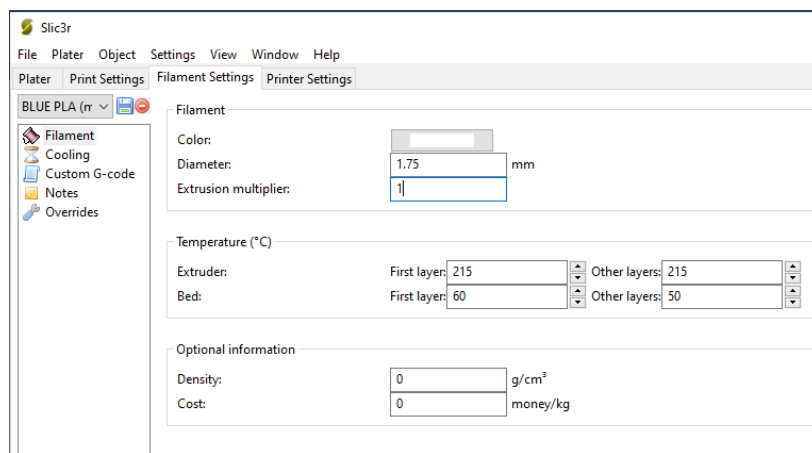 Slic3r
File Plater Object Settings View Window Help
Plater Print Settings Filament Settings Printer Settings
BLUE PLA (m
Filament
Cooling
Custom G-code
Notes
Overrides
Filament
Color:
Diameter: 1.75 mm
Extrusion multiplier: 1
Temperature (°C)
Extruder: First layer: 215 Other layers: 215
Bed: First layer: 60 Other layers: 50
Optional information
Density: 0 g/cm³
Cost: 0 money/kg